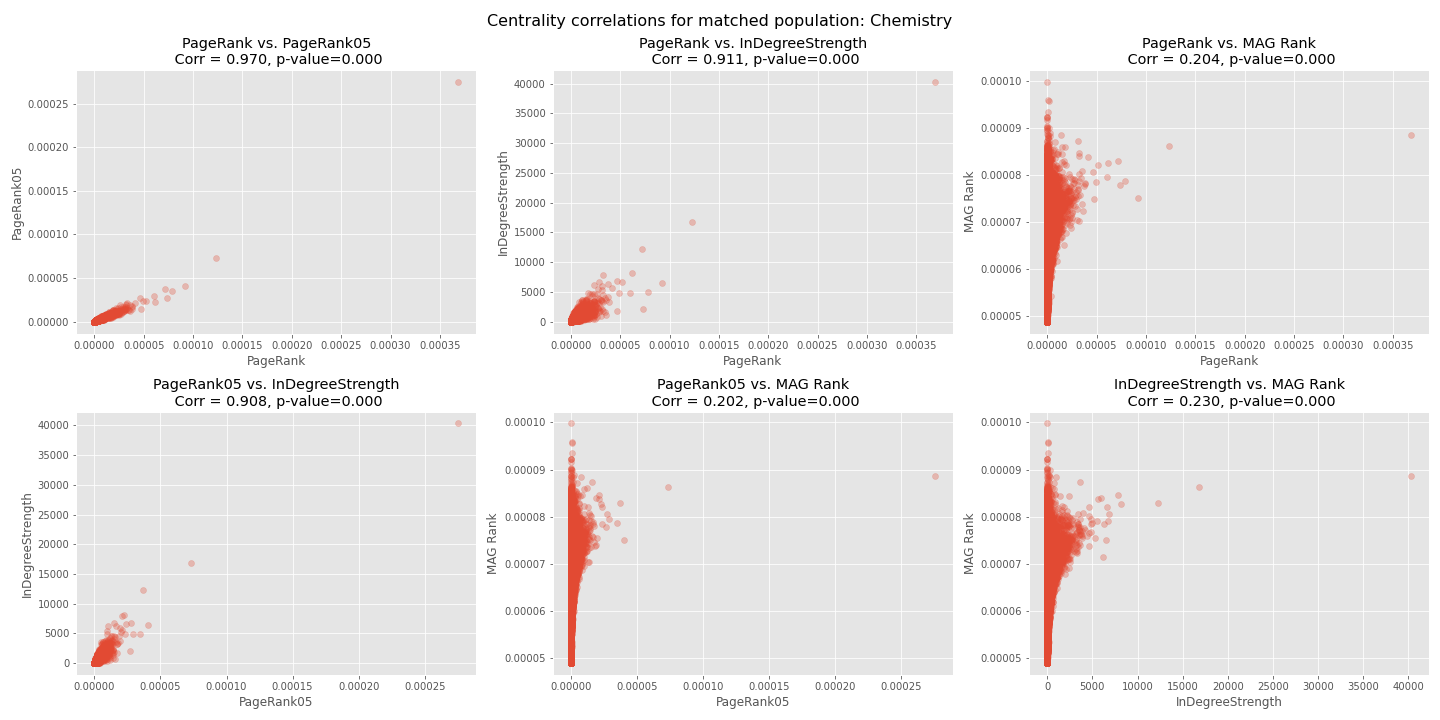 Centrality correlations for matched population: Chemistry
PageRank vs. PageRank05
Corr = 0.970, p-value=0.000
0.00025
0.00020
0.00015
0.00010
0.00005
0.00000
PageRank05
0.00000 0.00005 0.00010 0.00015 0.00020 0.00025 0.00030 0.00035
PageRank
PageRank vs. InDegreeStrength
Corr = 0.911, p-value=0.000
40000
35000
30000
25000
20000
15000
10000
5000
0
InDegreeStrength
0.00000 0.00005 0.00010 0.00015 0.00020 0.00025 0.00030 0.00035
PageRank
PageRank vs. MAG Rank
Corr = 0.204, p-value=0.000
0.00010
0.00009
0.00008
0.00007
0.00006
0.00005
MAG Rank
0.00000 0.00005 0.00010 0.00015 0.00020 0.00025 0.00030 0.00035
PageRank
PageRank05 vs. InDegreeStrength
Corr = 0.908, p-value=0.000
40000
35000
30000
25000
20000
15000
10000
5000
0
InDegreeStrength
0.00000 0.00005 0.00010 0.00015 0.00020 0.00025
PageRank05
PageRank05 vs. MAG Rank
Corr = 0.202, p-value=0.000
0.00010
0.00009
0.00008
0.00007
0.00006
0.00005
MAG Rank
0.00000 0.00005 0.00010 0.00015 0.00020 0.00025
PageRank05
InDegreeStrength vs. MAG Rank
Corr = 0.230, p-value=0.000
0.00010
0.00009
0.00008
0.00007
0.00006
0.00005
MAG Rank
0 5000 10000 15000 20000 25000 30000 35000 40000
InDegreeStrength